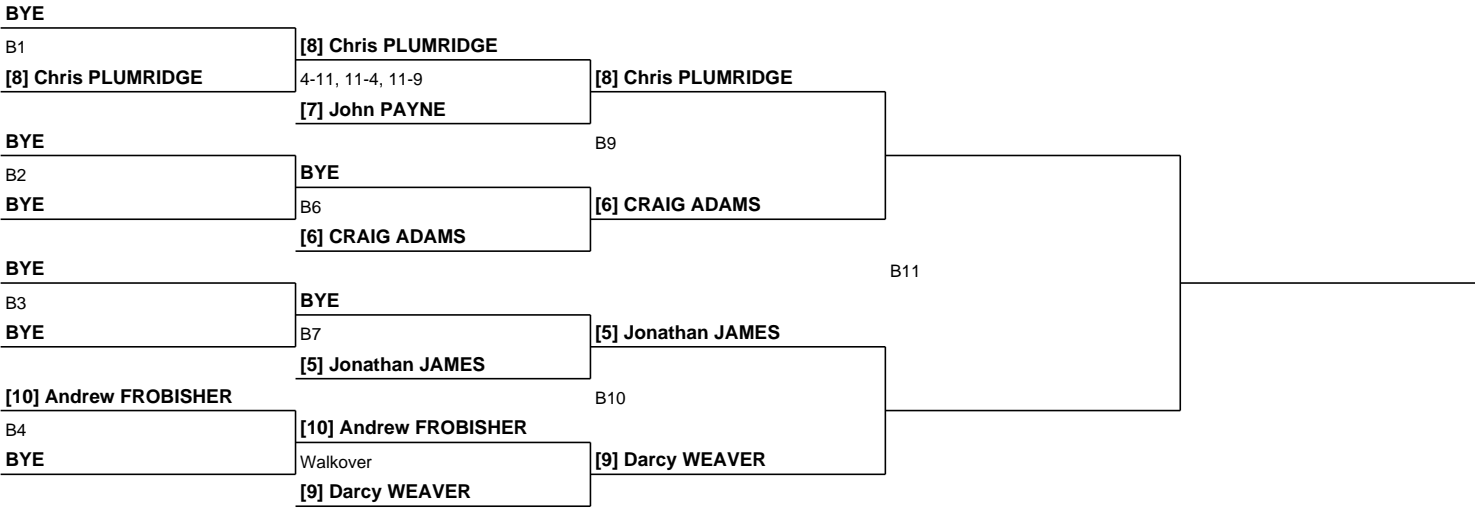 BYE
B1
[8] Chris PLUMRIDGE
[8] Chris PLUMRIDGE
4-11, 11-4, 11-9
[8] Chris PLUMRIDGE
[7] John PAYNE
BYE
B9
B2
BYE
BYE
B6
[6] CRAIG ADAMS
[6] CRAIG ADAMS
BYE
B11
B3
BYE
BYE
B7
[5] Jonathan JAMES
[5] Jonathan JAMES
[10] Andrew FROBISHER
B10
B4
[10] Andrew FROBISHER
BYE
Walkover
[9] Darcy WEAVER
[9] Darcy WEAVER